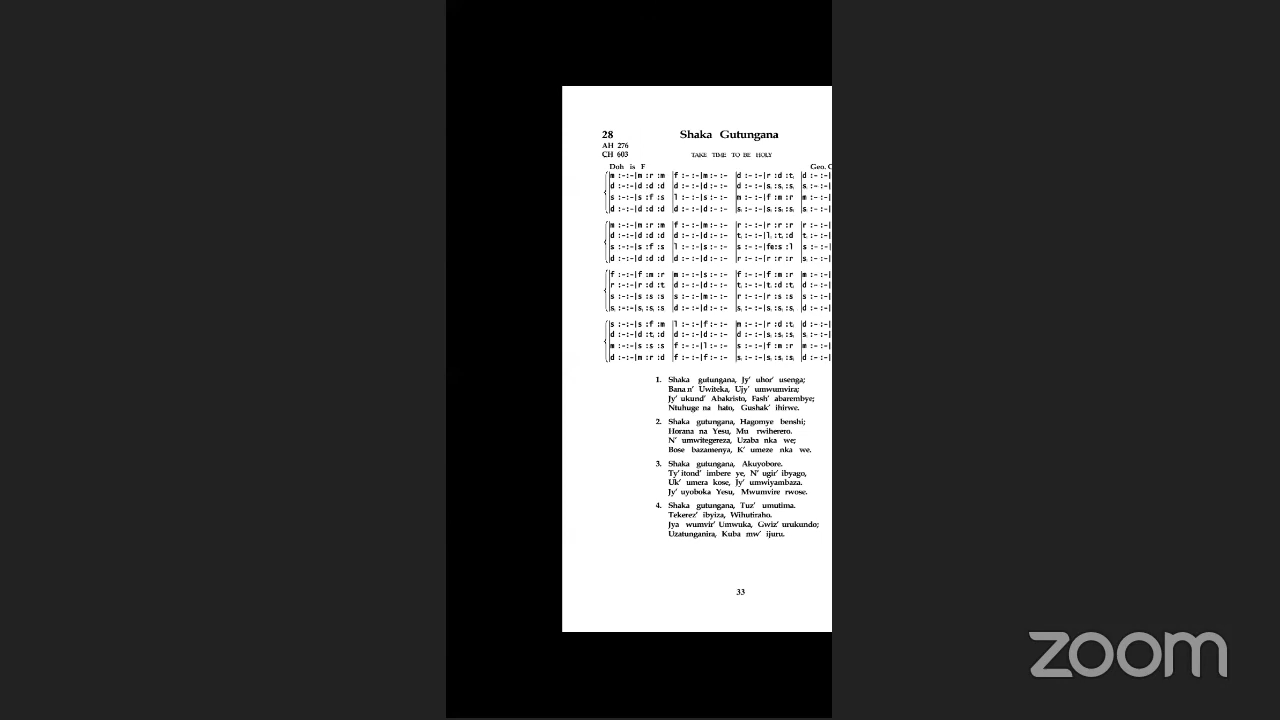 28 Shaka Gutungana
AH 276
CH 603 TAKE TIME TO BE HOLY
Doh is F Geo.
m :-:-|m :r :m |f :-:-|m :-:- |d :-:-|r :d :t, |d :-:-|
d :-:-|d :d :d |d :-:-|d :-:- |d :-:-|s, :s, :s, |s, :-:-|
s :-:-|s :f :s |l :-:-|s :-:- |m :-:-|f :m :r |m :-:-|
d :-:-|d :d :d |d :-:-|d :-:- |s, :-:-|s, :s, :s, |d :-:-|
m :-:-|m :r :m |f :-:-|m :-:- |r :-:-|r :r :r |r :-:-|
d :-:-|d :d :d |d :-:-|d :-:- |t, :-:-|l, :t, :d |t, :-:-|
s :-:-|s :f :s |l :-:-|s :-:- |s :-:-|fe:s :l |s :-:-|
d :-:-|d :d :d |d :-:-|d :-:- |r :-:-|r :r :r |s, :-:-|
f :-:-|f :m :r |m :-:-|s :-:- |f :-:-|f :m :r |m :-:-|
r :-:-|r :d :t, |d :-:-|d :-:- |t, :-:-|t, :d :t, |d :-:-|
s :-:-|s :s :s |s :-:-|m :-:- |r :-:-|r :s :s |s :-:-|
s, :-:-|s, :s, :s, |d :-:-|d :-:- |s, :-:-|s, :s, :s, |d :-:-|
s :-:-|s :f :m |l :-:-|f :-:- |m :-:-|r :d :t, |d :-:-|
d :-:-|d :t, :d |d :-:-|d :-:- |d :-:-|s, :s, :s, |s, :-:-|
m :-:-|s :s :s |f :-:-|l :-:- |s :-:-|f :m :r |m :-:-|
d :-:-|d :m :r :d |f :-:-|f :-:- |s, :-:-|s, :s, :s, |d :-:-|
1. Shaka gutungana, Jy' uhor' usenga;
Bana n' Uwiteka, Ujy' umwumvira;
Jy' ukund' Abakristo, Fash' abarembye;
Ntuhuge na hato, Gushak' ihirwe.
2. Shaka gutungana, Hagomye benshi;
Horana na Yesu, Mu rwiherero.
N' umwitegereza, Uzaba nka we;
Bose bazamenya, K' umeze nka we.
3. Shaka gutungana, Akuyobore.
Ty' itond' imbere ye, N' ugir' ibyago,
Uk' umera kose, Jy' umwiyambaza.
Jy' uyoboka Yesu, Mwumvire rwose.
4. Shaka gutungana, Tuz' umutima.
Tekerez' ibyiza, Wihutiraho.
Jya wumvir' Umwuka, Gwiz' urukundo;
Uzatunganira, Kuba mw' ijuru.
33
zoom